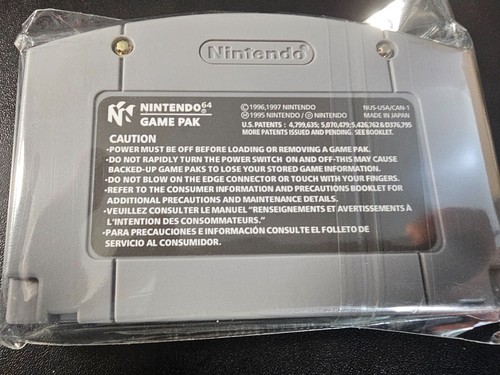 Nintendo
NINTENDO 64
GAME PAK
©1996,1997 NINTENDO
Ⓜ1995 NINTENDO / Ⓓ NINTENDO
NUS-USA/CAN-1
MADE IN JAPAN
U.S. PATENTS : 4,799,635; 5,070,479; 5,426,762 & D376,795
MORE PATENTS ISSUED AND PENDING. SEE BOOKLET.
CAUTION
•POWER MUST BE OFF BEFORE LOADING OR REMOVING A GAME PAK.
•DO NOT RAPIDLY TURN THE POWER SWITCH ON AND OFF-THIS MAY CAUSE
BACKED-UP GAME PAKS TO LOSE YOUR STORED GAME INFORMATION.
•DO NOT BLOW ON THE EDGE CONNECTOR OR TOUCH WITH YOUR FINGERS.
•REFER TO THE CONSUMER INFORMATION AND PRECAUTIONS BOOKLET FOR
ADDITIONAL PRECAUTIONS AND MAINTENANCE DETAILS.
•VEUILLEZ CONSULTER LE MANUEL "RENSEIGNEMENTS ET AVERTISSEMENTS À
L'INTENTION DES CONSOMMATEURS."
•PARA PRECAUCIONES E INFORMACIÓN CONSULTE EL FOLLETO DE
SERVICIO AL CONSUMIDOR.